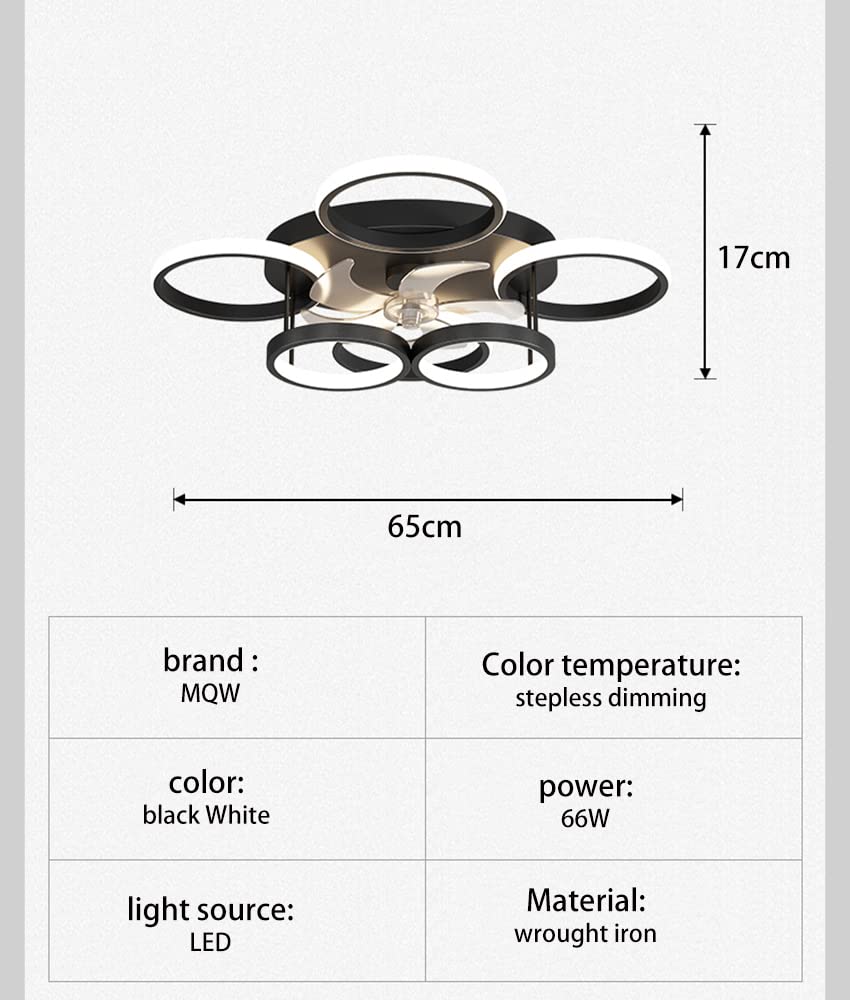 17cm
65cm
brand :
MQW
Color temperature:
stepless dimming
color:
black White
power:
66W
light source:
LED
Material:
wrought iron